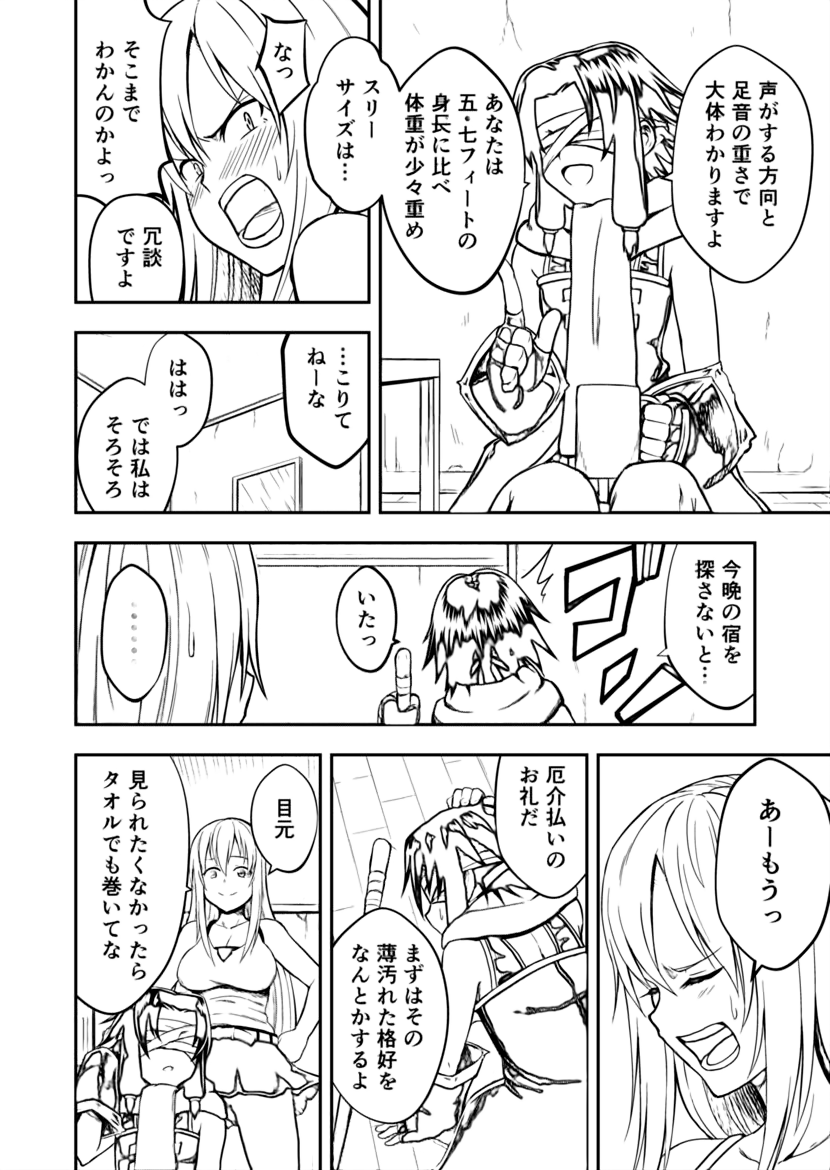 声がする方向と
足音の重さで
大体わかりますよ
あなたは
五・七フィートの
身長に比べ
体重が少々重め
スリー
サイズは…
なっ
そこまで
わかんのかよっ
冗談
ですよ
…こりて
ねーな
ははっ
では私は
そろそろ
今晩の宿を
探さないと…
ゴン
いたっ
……
あーもうっ
厄介払いの
お礼だ
まずはその
薄汚れた格好を
なんとかするよ
目元
見られたくなかったら
タオルでも巻いてな